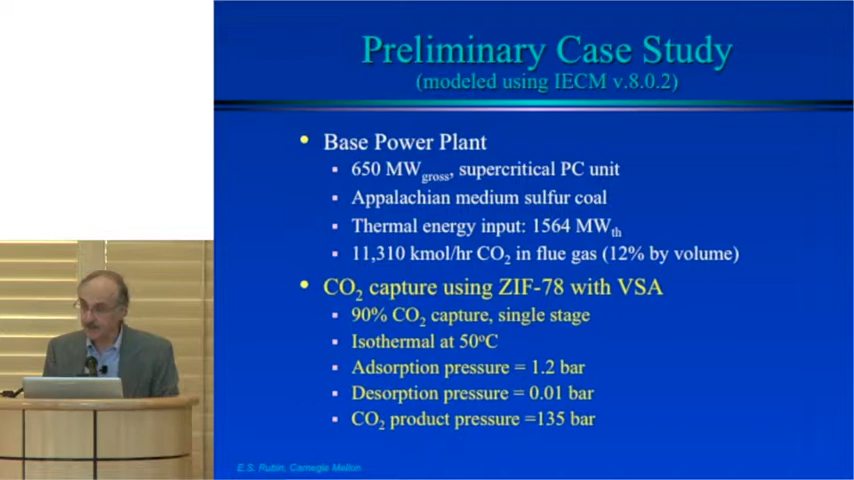 Preliminary Case Study
(modeled using IECM v.8.0.2)
• Base Power Plant
▪ 650 MWgross, supercritical PC unit
▪ Appalachian medium sulfur coal
▪ Thermal energy input: 1564 MWth
▪ 11,310 kmol/hr CO2 in flue gas (12% by volume)
• CO2 capture using ZIF-78 with VSA
▪ 90% CO2 capture, single stage
▪ Isothermal at 50°C
▪ Adsorption pressure = 1.2 bar
▪ Desorption pressure = 0.01 bar
▪ CO2 product pressure =135 bar
E.S. Rubin, Carnegie Mellon